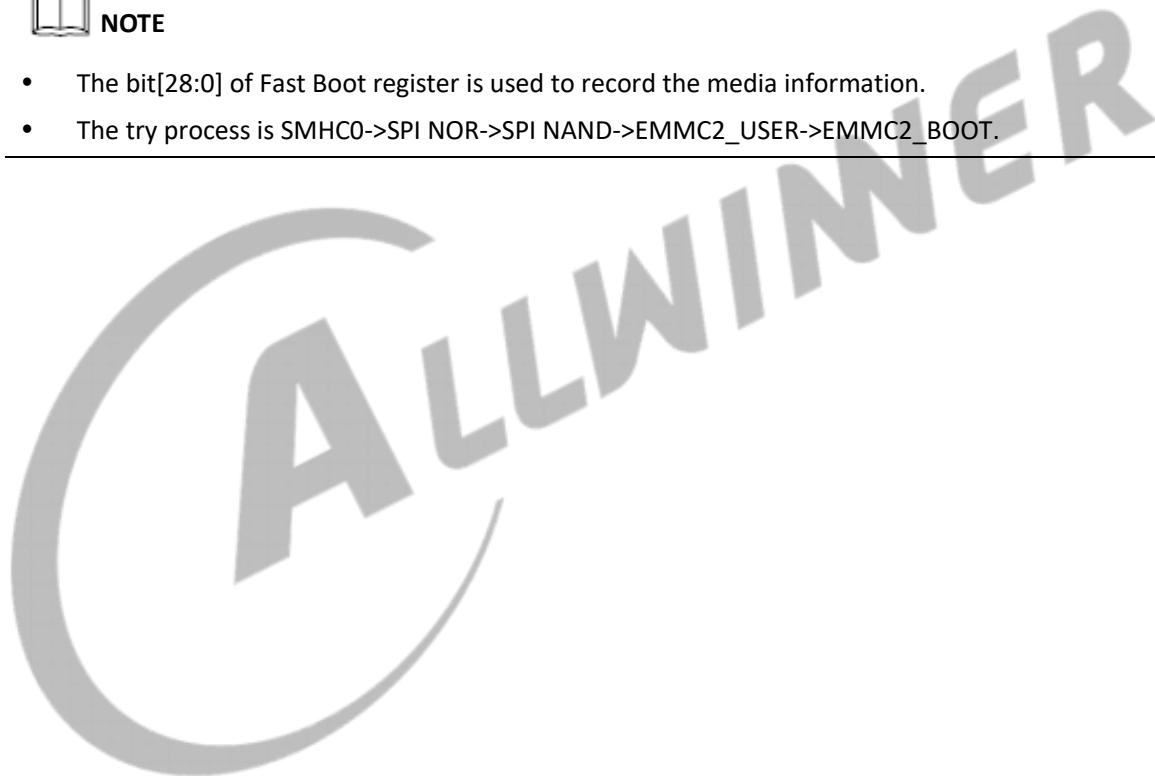 NOTE
• The bit[28:0] of Fast Boot register is used to record the media information.
• The try process is SMHC0->SPI NOR->SPI NAND->EMMC2_USER->EMMC2_BOOT.
ALLWINNER